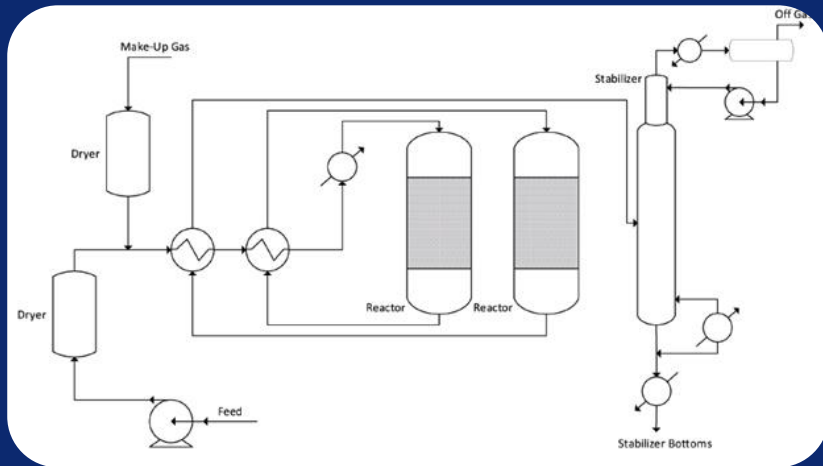 Off Gas
Make-Up Gas
Stabilizer
Dryer
Dryer
Reactor
Reactor
Feed
Stabilizer Bottoms